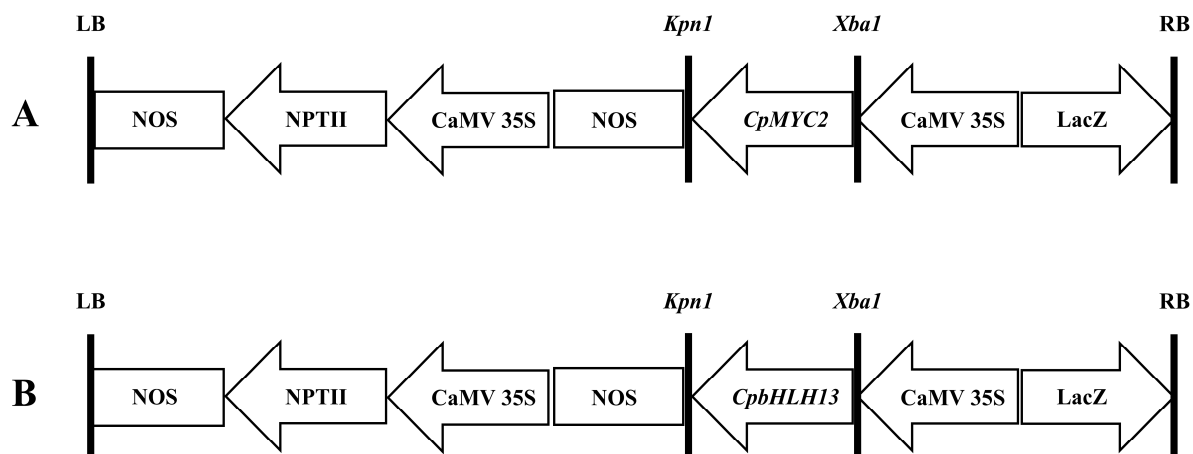 LB Kpn1 Xba1 RB
A NOS NPTII CaMV 35S NOS CpMYC2 CaMV 35S LacZ
LB Kpn1 Xba1 RB
B NOS NPTII CaMV 35S NOS CpbHLH13 CaMV 35S LacZ